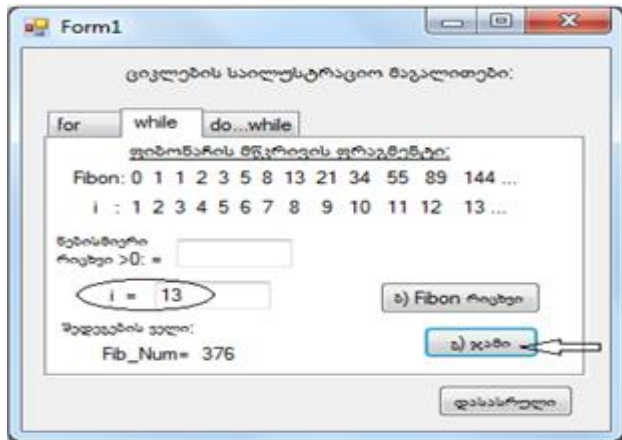 Form1
ციკლების საილუსტრაციო მაგალითები:
for while do...while
ფიბონაჩის მწკრივის ფრაგმენტი:
Fibon: 0 1 1 2 3 5 8 13 21 34 55 89 144 ...
i : 1 2 3 4 5 6 7 8 9 10 11 12 13 ...
ნებისმიერი
რიცხვი >0: =
i = 13
ბ) Fibon რიცხვი
შედეგების ველი:
გ) ჯამი
Fib_Num= 376
დასასრული